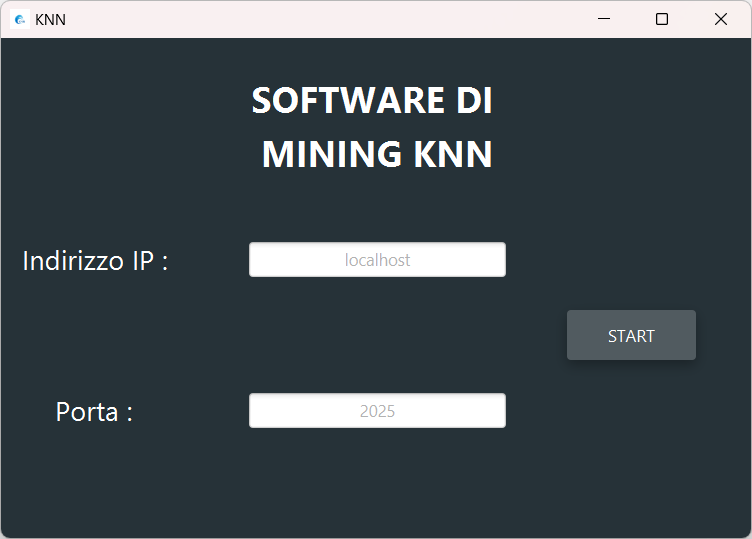 KNN
SOFTWARE DI
MINING KNN
Indirizzo IP :
localhost
START
Porta :
2025